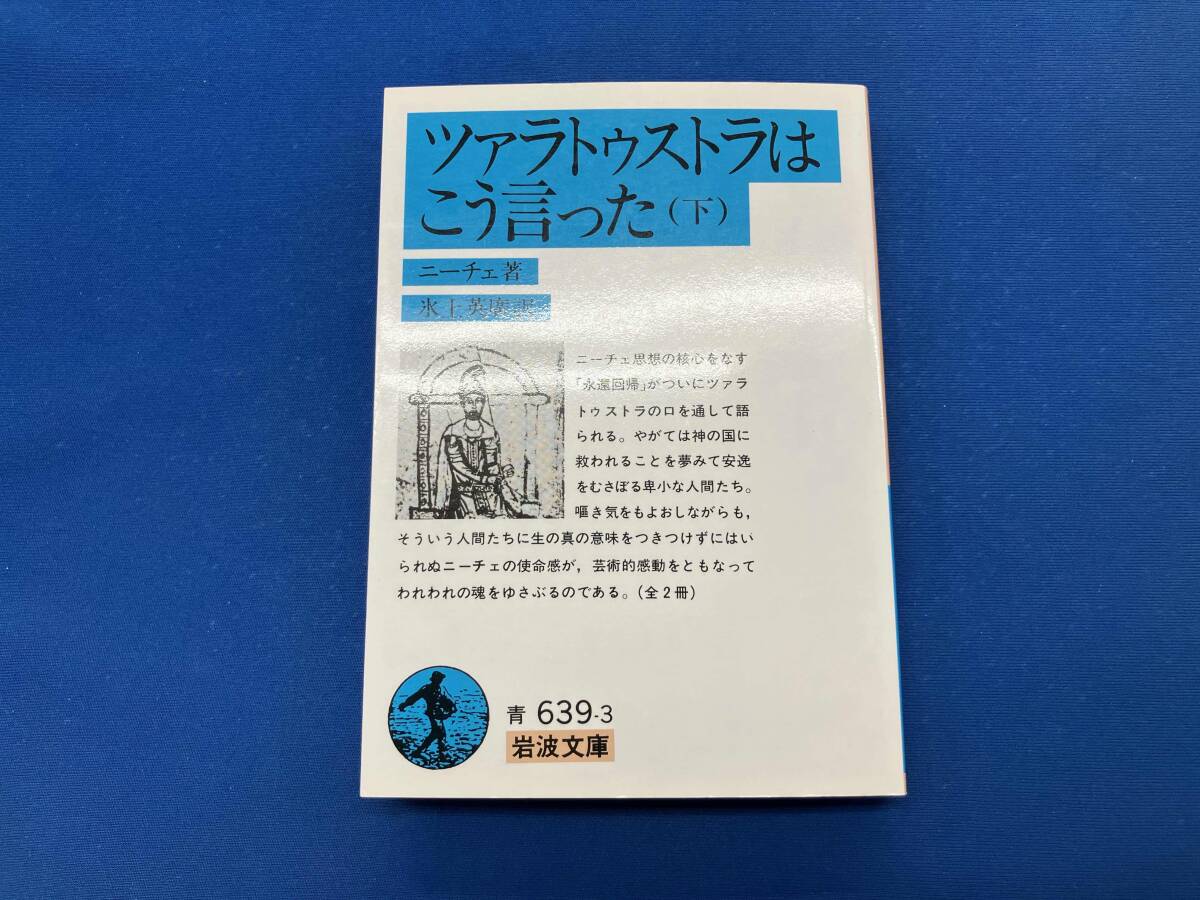 ツァラトゥストラは
こう言った(下)
ニーチェ著
氷上英廣訳
ニーチェ思想の核心をなす
「永遠回帰」がついにツァラ
トゥストラの口を通して語
られる。やがては神の国に
救われることを夢みて安逸
をむさぼる卑小な人間たち。
嘔き気をもよおしながらも,
そういう人間たちに生の真の意味をつきつけずにはい
られぬニーチェの使命感が,芸術的感動をともなって
われわれの魂をゆさぶるのである。(全2冊)
青 639-3
岩波文庫